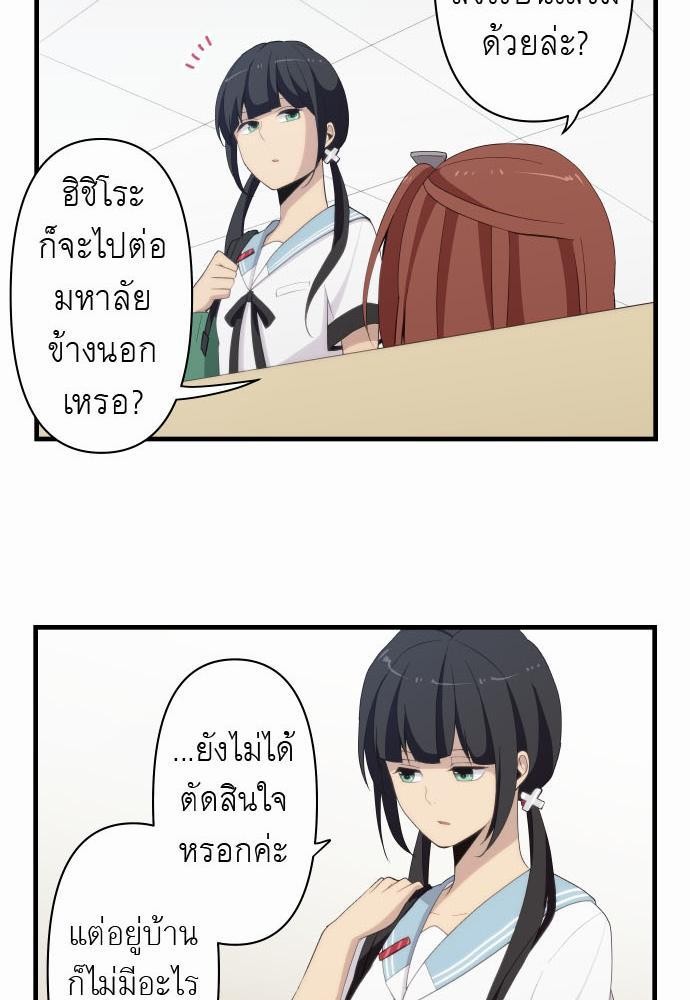 ด้วยล่ะ?
ฮิชิโระ
ก็จะไปต่อ
มหาลัย
ข้างนอก
เหรอ?
...ยังไม่ได้
ตัดสินใจ
หรอกค่ะ
แต่อยู่บ้าน
ก็ไม่มีอะไร